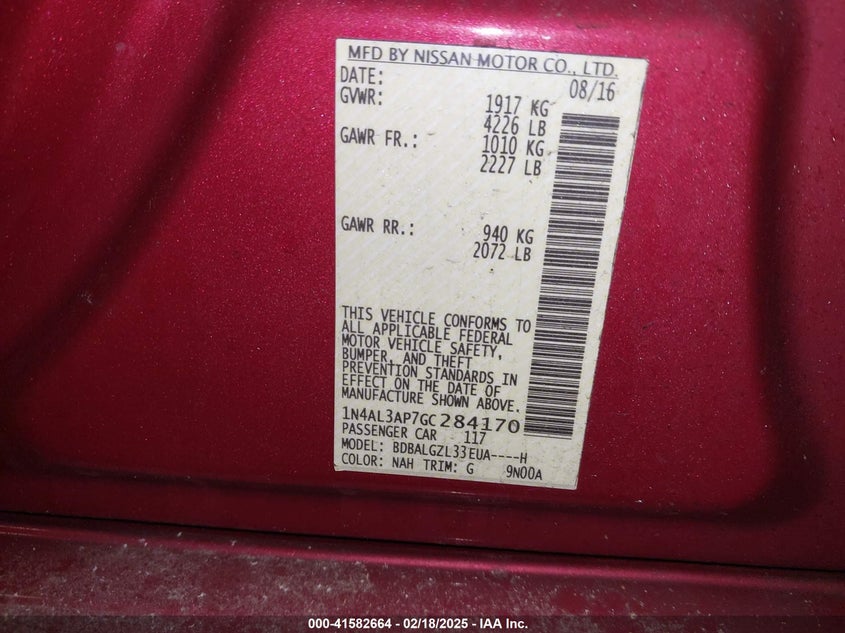 MFD BY NISSAN MOTOR CO., LTD.
DATE: 08/16
GVWR: 1917 KG
4226 LB
GAWR FR.: 1010 KG
2227 LB
GAWR RR.: 940 KG
2072 LB
THIS VEHICLE CONFORMS TO
ALL APPLICABLE FEDERAL
MOTOR VEHICLE SAFETY,
BUMPER, AND THEFT
PREVENTION STANDARDS IN
EFFECT ON THE DATE OF
MANUFACTURE SHOWN ABOVE.
1N4AL3AP7GC284170
PASSENGER CAR 117
MODEL: BDBALGZL33EUA----H
COLOR: NAH TRIM: G 9N00A
000-41582664 - 02/18/2025 - IAA Inc.